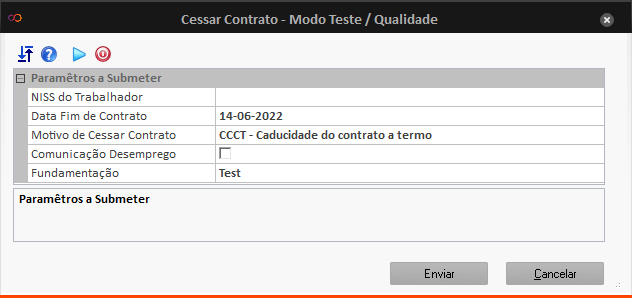 Cessar Contrato - Modo Teste / Qualidade
Paramêtros a Submeter
NISS do Trabalhador
Data Fim de Contrato 14-06-2022
Motivo de Cessar Contrato CCCT - Caducidade do contrato a termo
Comunicação Desemprego
Fundamentação Test
Paramêtros a Submeter
Enviar Cancelar